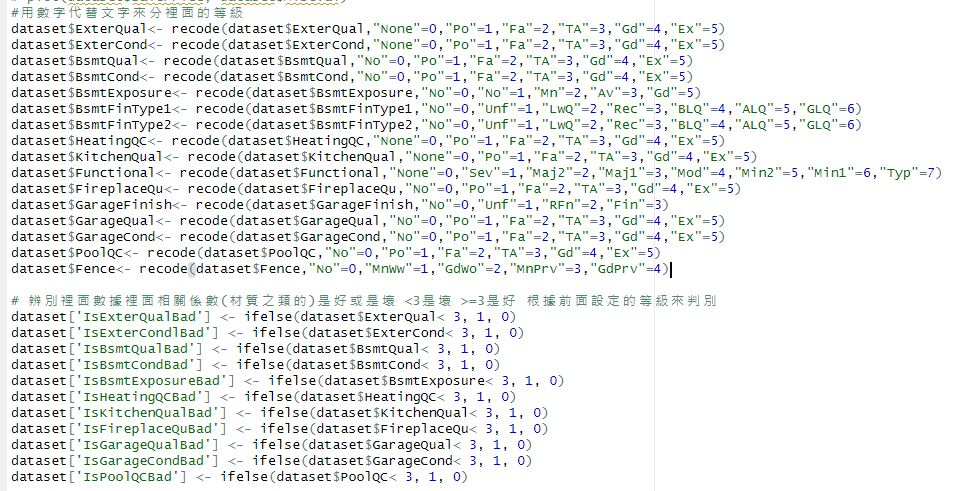 #用數字代替文字來分裡面的等級
dataset$ExterQual<- recode(dataset$ExterQual,"None"=0,"Po"=1,"Fa"=2,"TA"=3,"Gd"=4,"Ex"=5)
dataset$ExterCond<- recode(dataset$ExterCond,"None"=0,"Po"=1,"Fa"=2,"TA"=3,"Gd"=4,"Ex"=5)
dataset$BsmtQual<- recode(dataset$BsmtQual,"No"=0,"Po"=1,"Fa"=2,"TA"=3,"Gd"=4,"Ex"=5)
dataset$BsmtCond<- recode(dataset$BsmtCond,"No"=0,"Po"=1,"Fa"=2,"TA"=3,"Gd"=4,"Ex"=5)
dataset$BsmtExposure<- recode(dataset$BsmtExposure,"No"=0,"No"=1,"Mn"=2,"Av"=3,"Gd"=5)
dataset$BsmtFinType1<- recode(dataset$BsmtFinType1,"No"=0,"Unf"=1,"LwQ"=2,"Rec"=3,"BLQ"=4,"ALQ"=5,"GLQ"=6)
dataset$BsmtFinType2<- recode(dataset$BsmtFinType2,"No"=0,"Unf"=1,"LwQ"=2,"Rec"=3,"BLQ"=4,"ALQ"=5,"GLQ"=6)
dataset$HeatingQC<- recode(dataset$HeatingQC,"None"=0,"Po"=1,"Fa"=2,"TA"=3,"Gd"=4,"Ex"=5)
dataset$KitchenQual<- recode(dataset$KitchenQual,"None"=0,"Po"=1,"Fa"=2,"TA"=3,"Gd"=4,"Ex"=5)
dataset$Functional<- recode(dataset$Functional,"None"=0,"Sev"=1,"Maj2"=2,"Maj1"=3,"Mod"=4,"Min2"=5,"Min1"=6,"Typ"=7)
dataset$FireplaceQu<- recode(dataset$FireplaceQu,"No"=0,"Po"=1,"Fa"=2,"TA"=3,"Gd"=4,"Ex"=5)
dataset$GarageFinish<- recode(dataset$GarageFinish,"No"=0,"Unf"=1,"RFn"=2,"Fin"=3)
dataset$GarageQual<- recode(dataset$GarageQual,"No"=0,"Po"=1,"Fa"=2,"TA"=3,"Gd"=4,"Ex"=5)
dataset$GarageCond<- recode(dataset$GarageCond,"No"=0,"Po"=1,"Fa"=2,"TA"=3,"Gd"=4,"Ex"=5)
dataset$PoolQC<- recode(dataset$PoolQC,"No"=0,"Po"=1,"Fa"=2,"TA"=3,"Gd"=4,"Ex"=5)
dataset$Fence<- recode(dataset$Fence,"No"=0,"MnWw"=1,"GdWo"=2,"MnPrv"=3,"GdPrv"=4)
# 辨別裡面數據裡面相關係數(材質之類的)是好或是壞 <3是壞 >=3是好 根據前面設定的等級來判別
dataset['IsExterQualBad'] <- ifelse(dataset$ExterQual< 3, 1, 0)
dataset['IsExterCondlBad'] <- ifelse(dataset$ExterCond< 3, 1, 0)
dataset['IsBsmtQualBad'] <- ifelse(dataset$BsmtQual< 3, 1, 0)
dataset['IsBsmtCondBad'] <- ifelse(dataset$BsmtCond< 3, 1, 0)
dataset['IsBsmtExposureBad'] <- ifelse(dataset$BsmtExposure< 3, 1, 0)
dataset['IsHeatingQCBad'] <- ifelse(dataset$HeatingQC< 3, 1, 0)
dataset['IsKitchenQualBad'] <- ifelse(dataset$KitchenQual< 3, 1, 0)
dataset['IsFireplaceQuBad'] <- ifelse(dataset$FireplaceQu< 3, 1, 0)
dataset['IsGarageQualBad'] <- ifelse(dataset$GarageQual< 3, 1, 0)
dataset['IsGarageCondBad'] <- ifelse(dataset$GarageCond< 3, 1, 0)
dataset['IsPoolQCBad'] <- ifelse(dataset$PoolQC< 3, 1, 0)